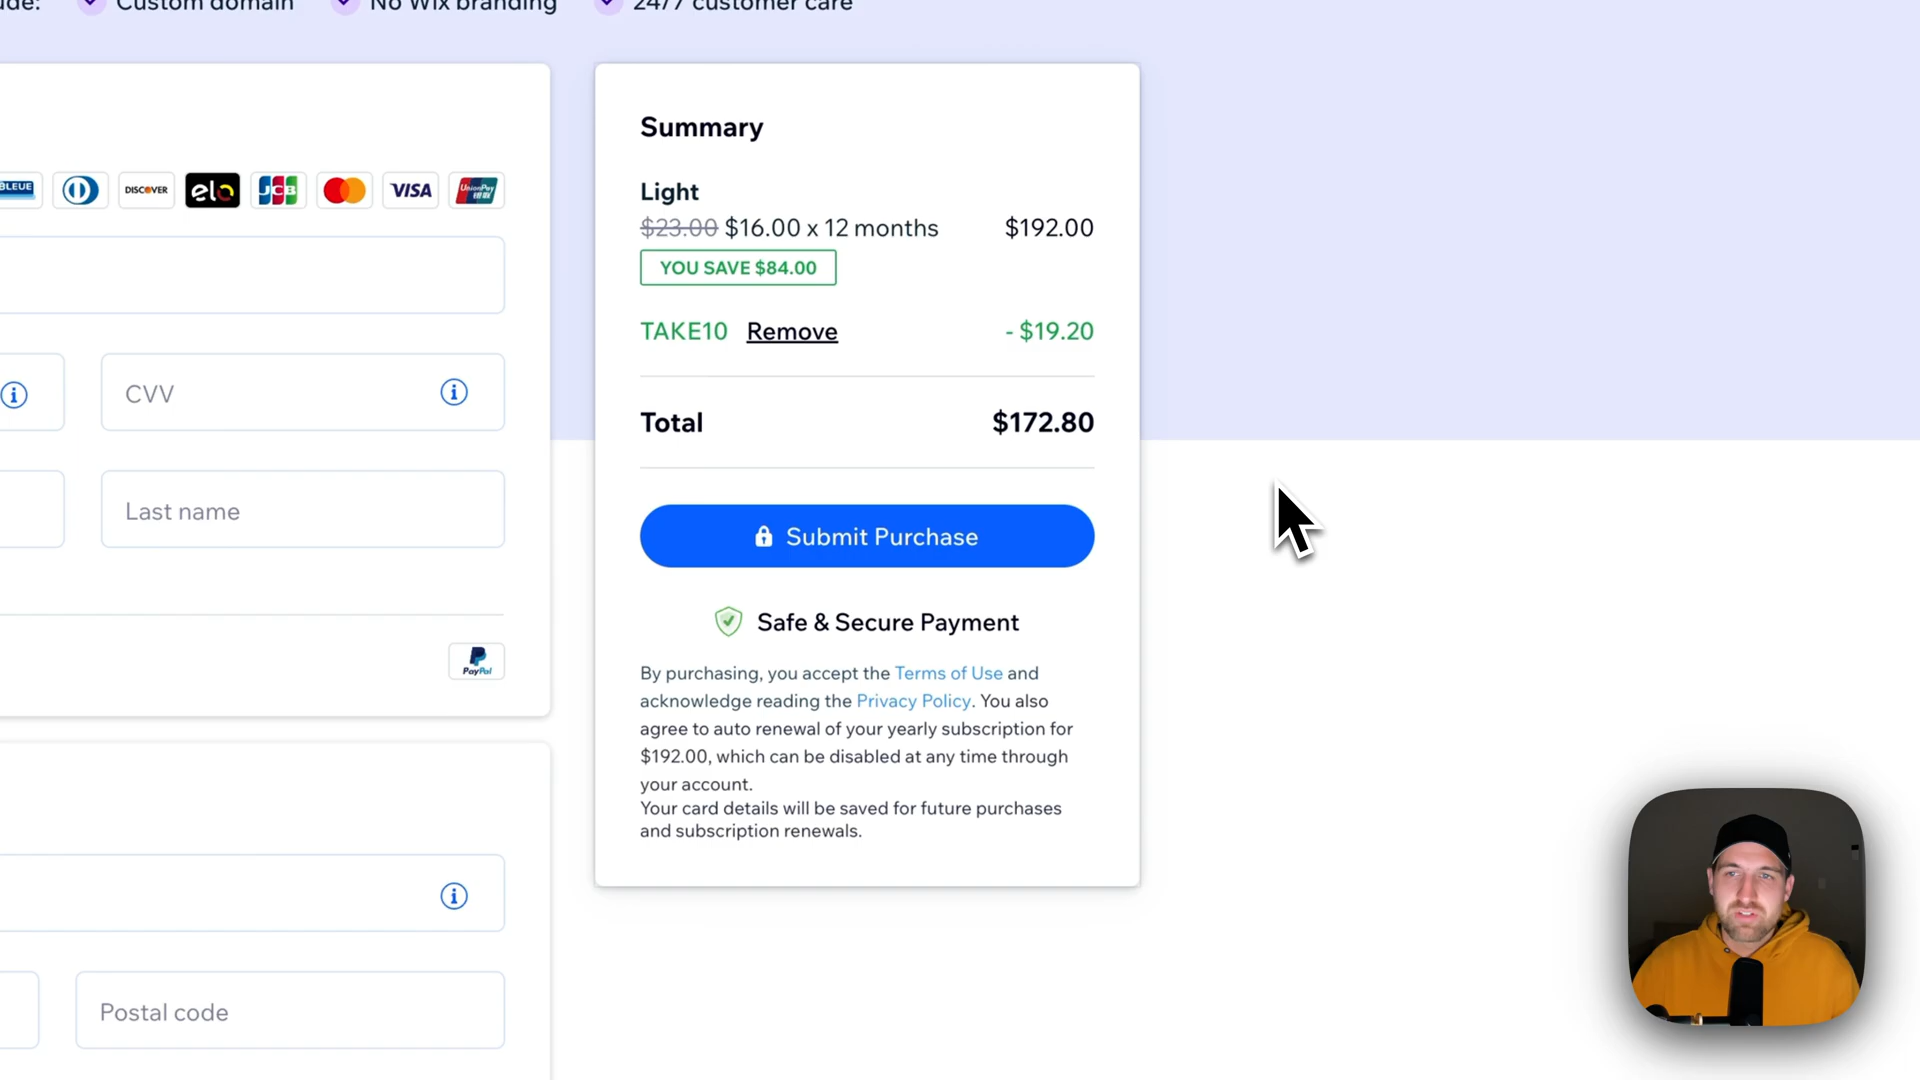 ude: Custom domain No Wix branding 24/7 customer care
Summary
BLEUE DISCOVER elo JCB VISA UnionPay
Light
$23.00 $16.00 x 12 months $192.00
YOU SAVE $84.00
TAKE10 Remove - $19.20
CVV
Total $172.80
Last name
Submit Purchase
Safe & Secure Payment
PayPal
By purchasing, you accept the Terms of Use and
acknowledge reading the Privacy Policy. You also
agree to auto renewal of your yearly subscription for
$192.00, which can be disabled at any time through
your account.
Your card details will be saved for future purchases
and subscription renewals.
Postal code